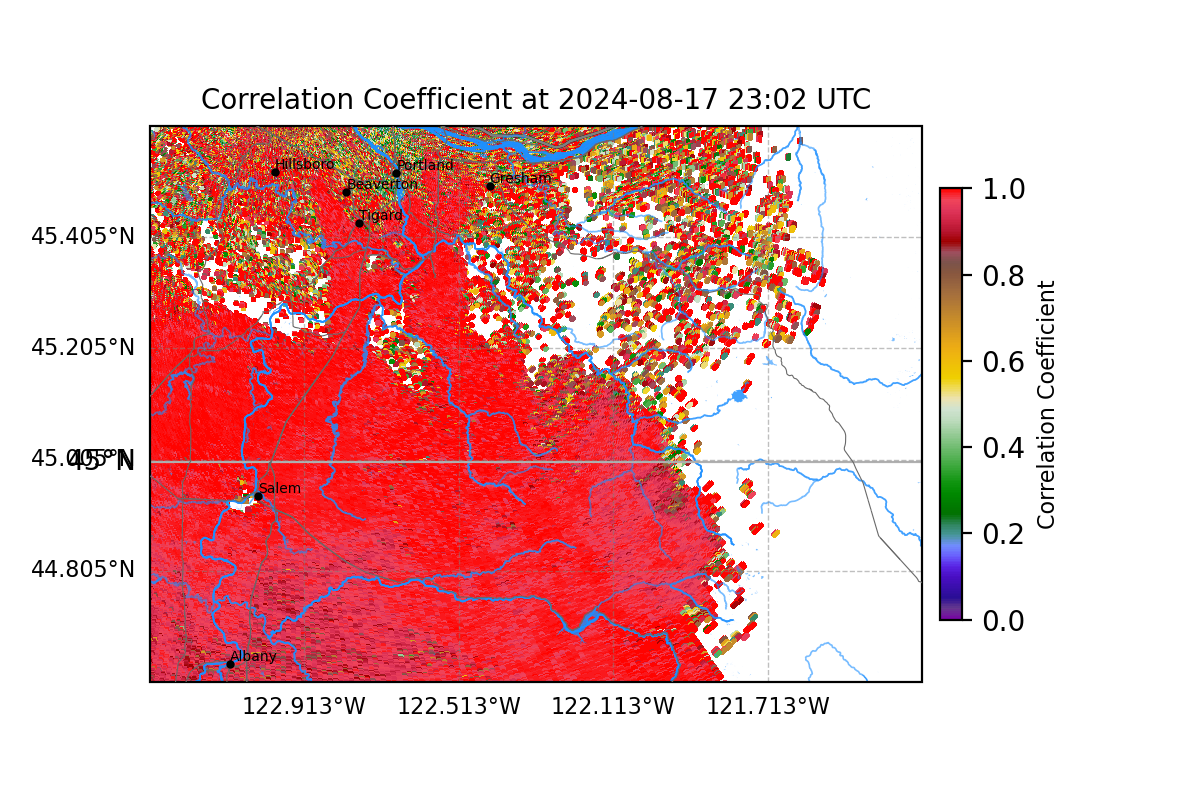 Correlation Coefficient at 2024-08-17 23:02 UTC
Hillsboro
Portland
Beaverton
Gresham
Tigard
45.405°N
45.205°N
45.005°N
45°N
Salem
44.805°N
Albany
122.913°W 122.513°W 122.113°W 121.713°W
1.0
0.8
0.6
0.4
0.2
0.0
Correlation Coefficient